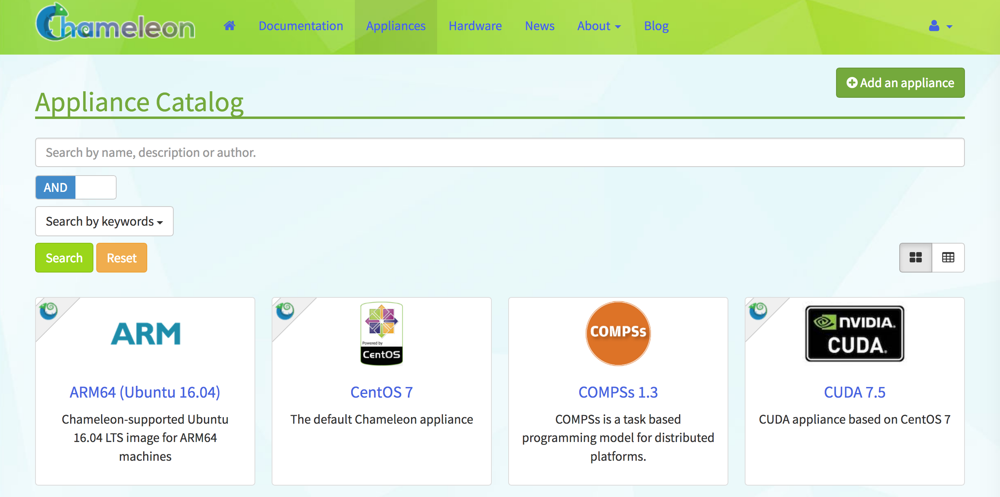 Chameleon
Documentation
Appliances
Hardware
News
About
Blog
Add an appliance
Appliance Catalog
Search by name, description or author.
AND
Search by keywords
Search
Reset
ARM
Powered by
CentOS
COMPSs
NVIDIA.
CUDA.
ARM64 (Ubuntu 16.04)
Chameleon-supported Ubuntu
16.04 LTS image for ARM64
machines
CentOS 7
The default Chameleon appliance
COMPSs 1.3
COMPSs is a task based
programming model for distributed
platforms.
CUDA 7.5
CUDA appliance based on CentOS 7